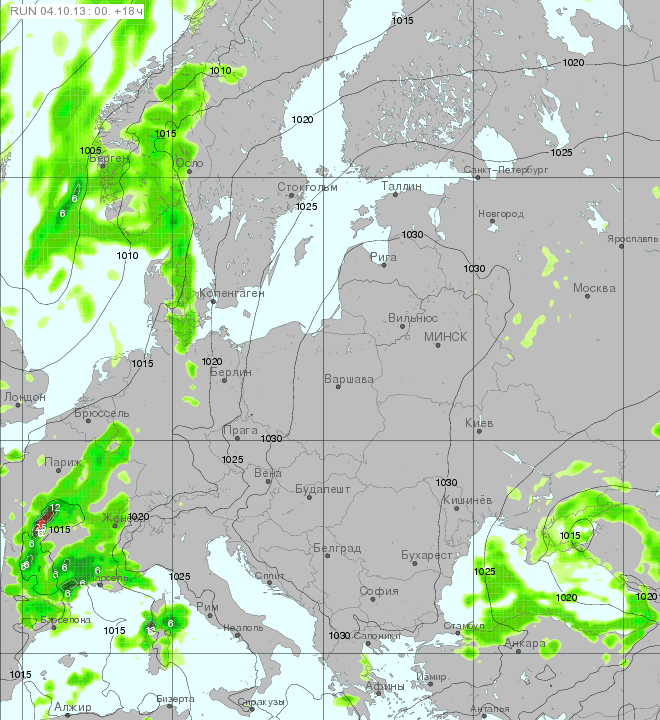 RUN 04.10.13 : 00. +18 ч
1015
1010
1020
1020
1015
1025
1005
Берген
Осло
Санкт-Петербург
6
Стокгольм
Таллин
6
1025
Новгород
1030
Ярославль
1010
Рига
1030
Москва
Копенгаген
Вильнюс
МИНСК
1015
1020
Берлин
Варшава
Лондон
Брюссель
Прага
1030
Киев
Париж
1025
Вена
1030
Будапешт
Кишинёв
12
25
1015
1020
6
6
1015
Белград
Бухарест
6
6
6
6
6
1025
Сплит
1025
София
6
1020
1020
Рим
Барселона
1015
6
Неаполь
1030
Салоники
Стамбул
Анкара
1015
Измир
Афины
Алжир
Бизерта
Сиракузы
Анталья